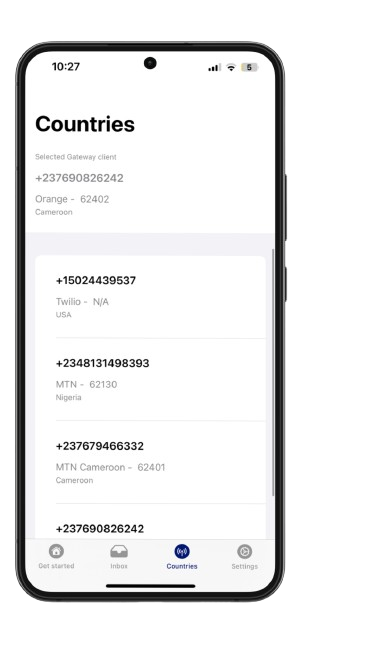 10:27
5
Countries
Selected Gateway client
+237690826242
Orange - 62402
Cameroon
+15024439537
Twilio - N/A
USA
+2348131498393
MTN - 62130
Nigeria
+237679466332
MTN Cameroon - 62401
Cameroon
+237690826242
Get started Inbox Countries Settings